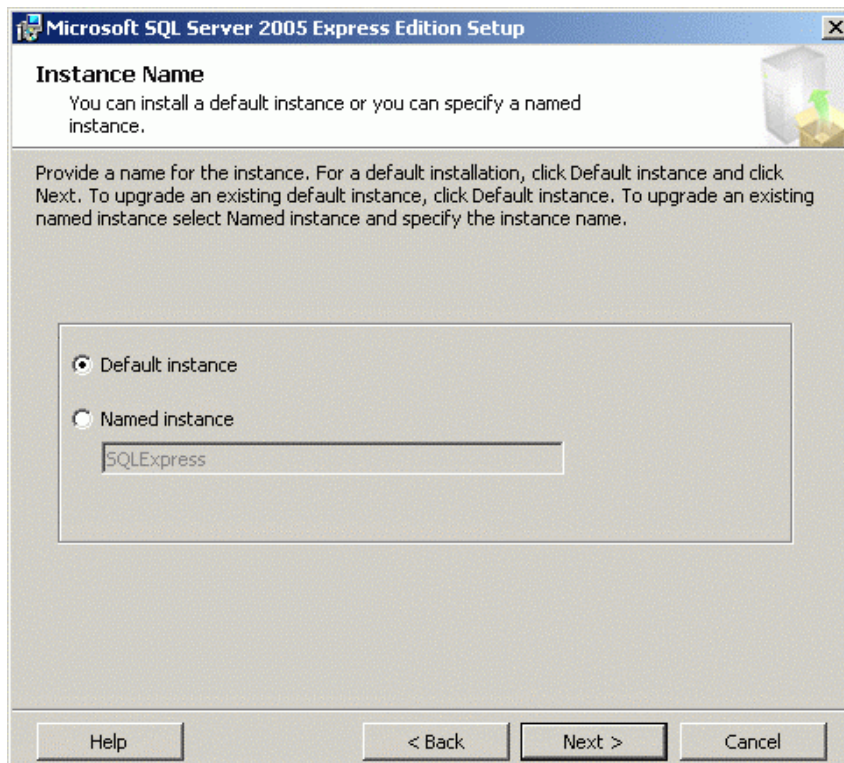 Microsoft SQL Server 2005 Express Edition Setup
Instance Name
You can install a default instance or you can specify a named
instance.
Provide a name for the instance. For a default installation, click Default instance and click
Next. To upgrade an existing default instance, click Default instance. To upgrade an existing
named instance select Named instance and specify the instance name.
Default instance
Named instance
SQLExpress
Help
< Back
Next >
Cancel